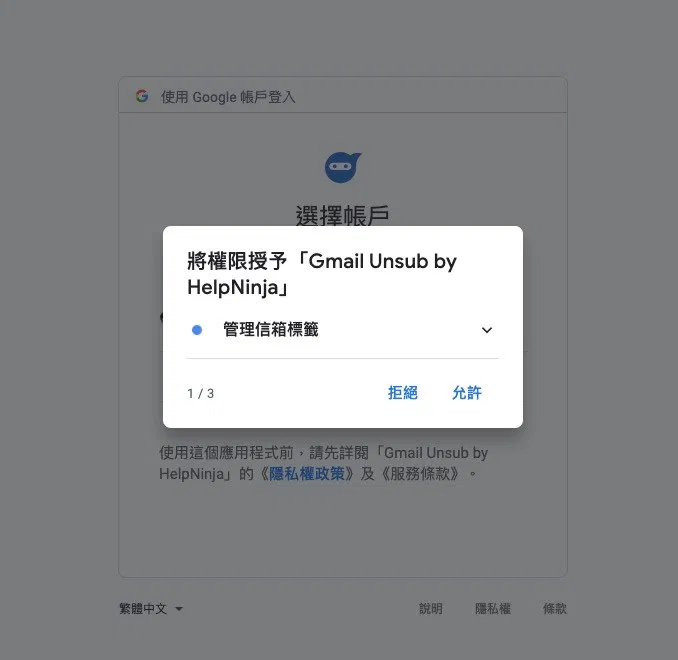 使用 Google 帳戶登入
選擇帳戶
將權限授予「Gmail Unsub by
HelpNinja」
管理信箱標籤
1 / 3
拒絕
允許
使用這個應用程式前，請先詳閱「Gmail Unsub by
HelpNinja」的《隱私權政策》及《服務條款》。
繁體中文
說明
隱私權
條款